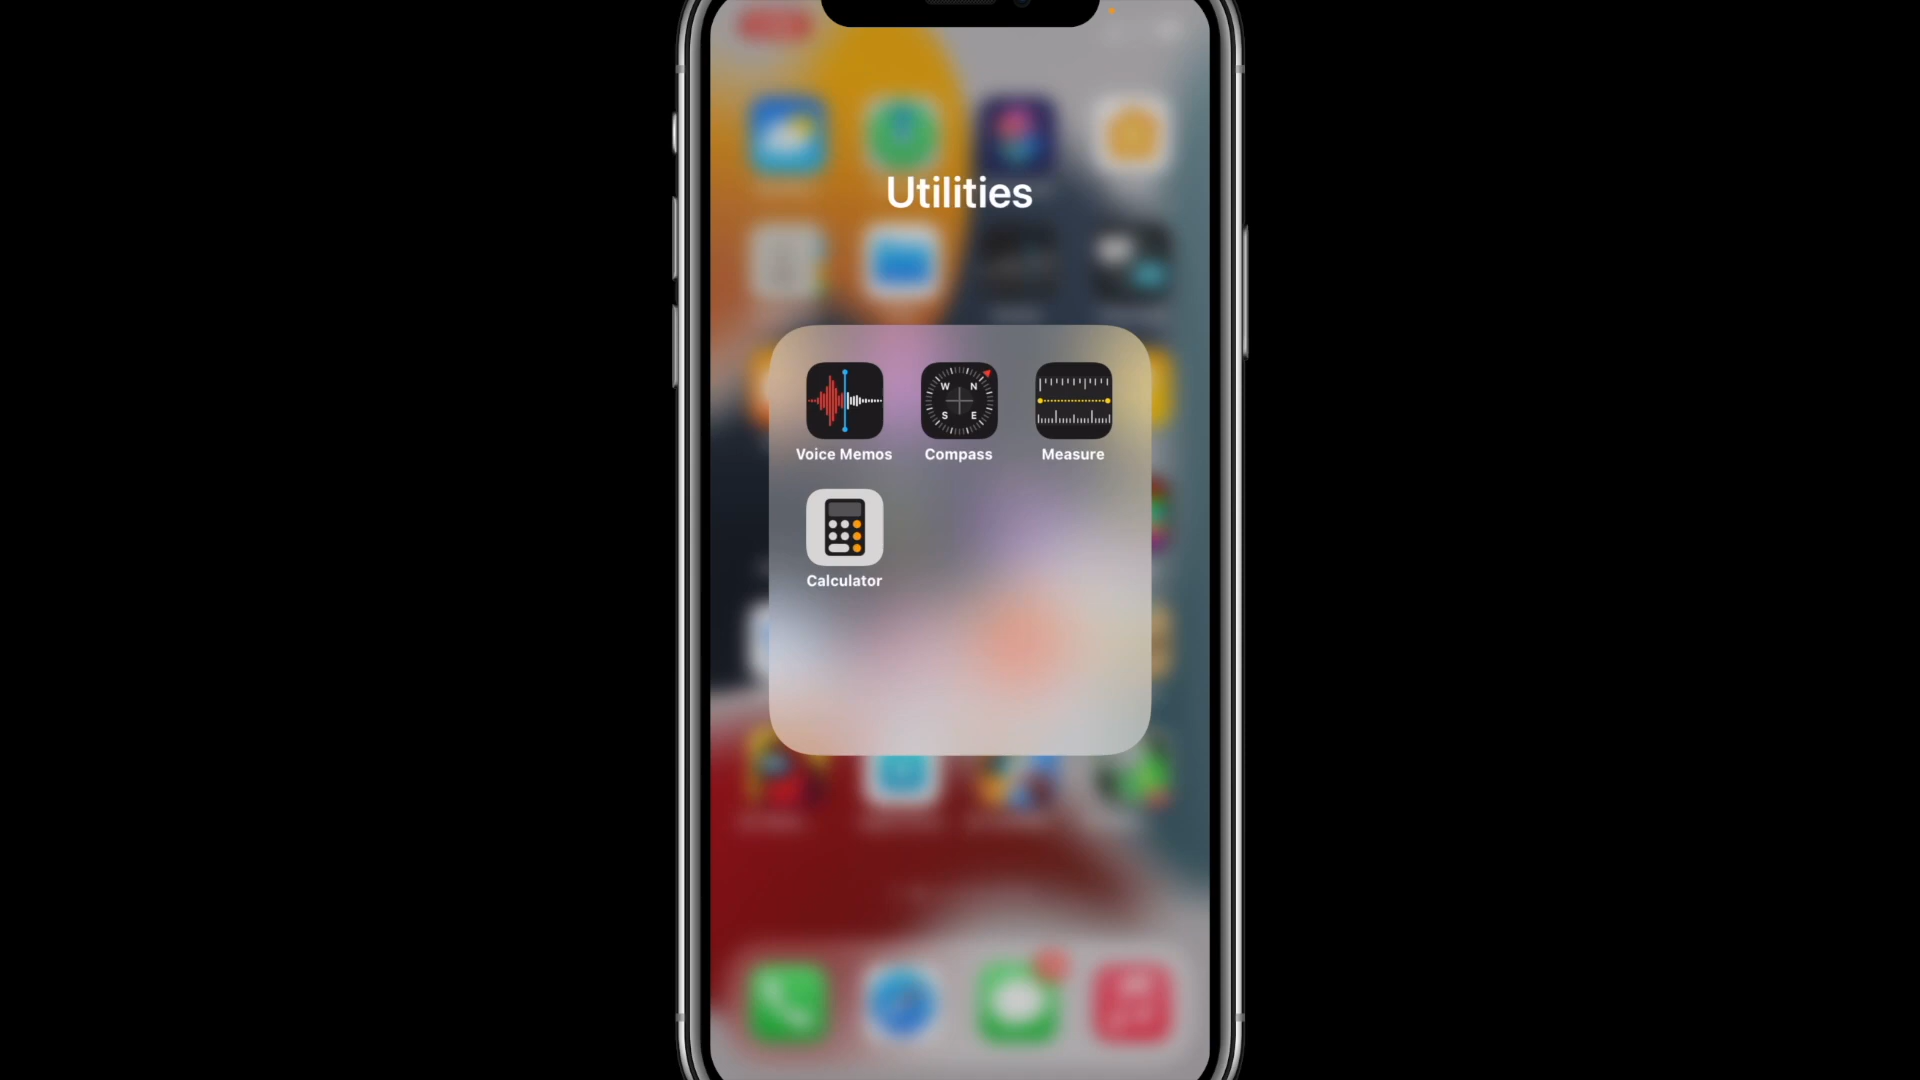 Utilities
W N
S E
Voice Memos Compass Measure
Calculator